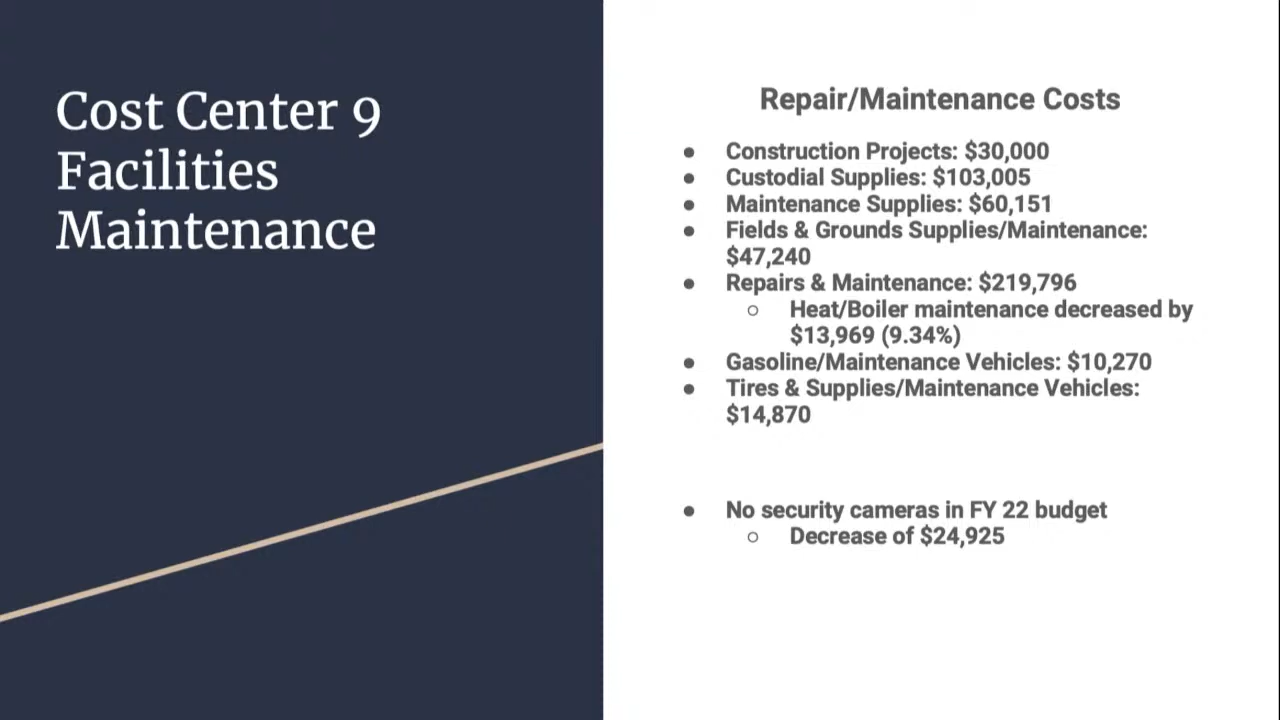 Cost Center 9
Facilities
Maintenance
Repair/Maintenance Costs
● Construction Projects: $30,000
● Custodial Supplies: $103,005
● Maintenance Supplies: $60,151
● Fields & Grounds Supplies/Maintenance:
$47,240
● Repairs & Maintenance: $219,796
○ Heat/Boiler maintenance decreased by
$13,969 (9.34%)
● Gasoline/Maintenance Vehicles: $10,270
● Tires & Supplies/Maintenance Vehicles:
$14,870
● No security cameras in FY 22 budget
○ Decrease of $24,925